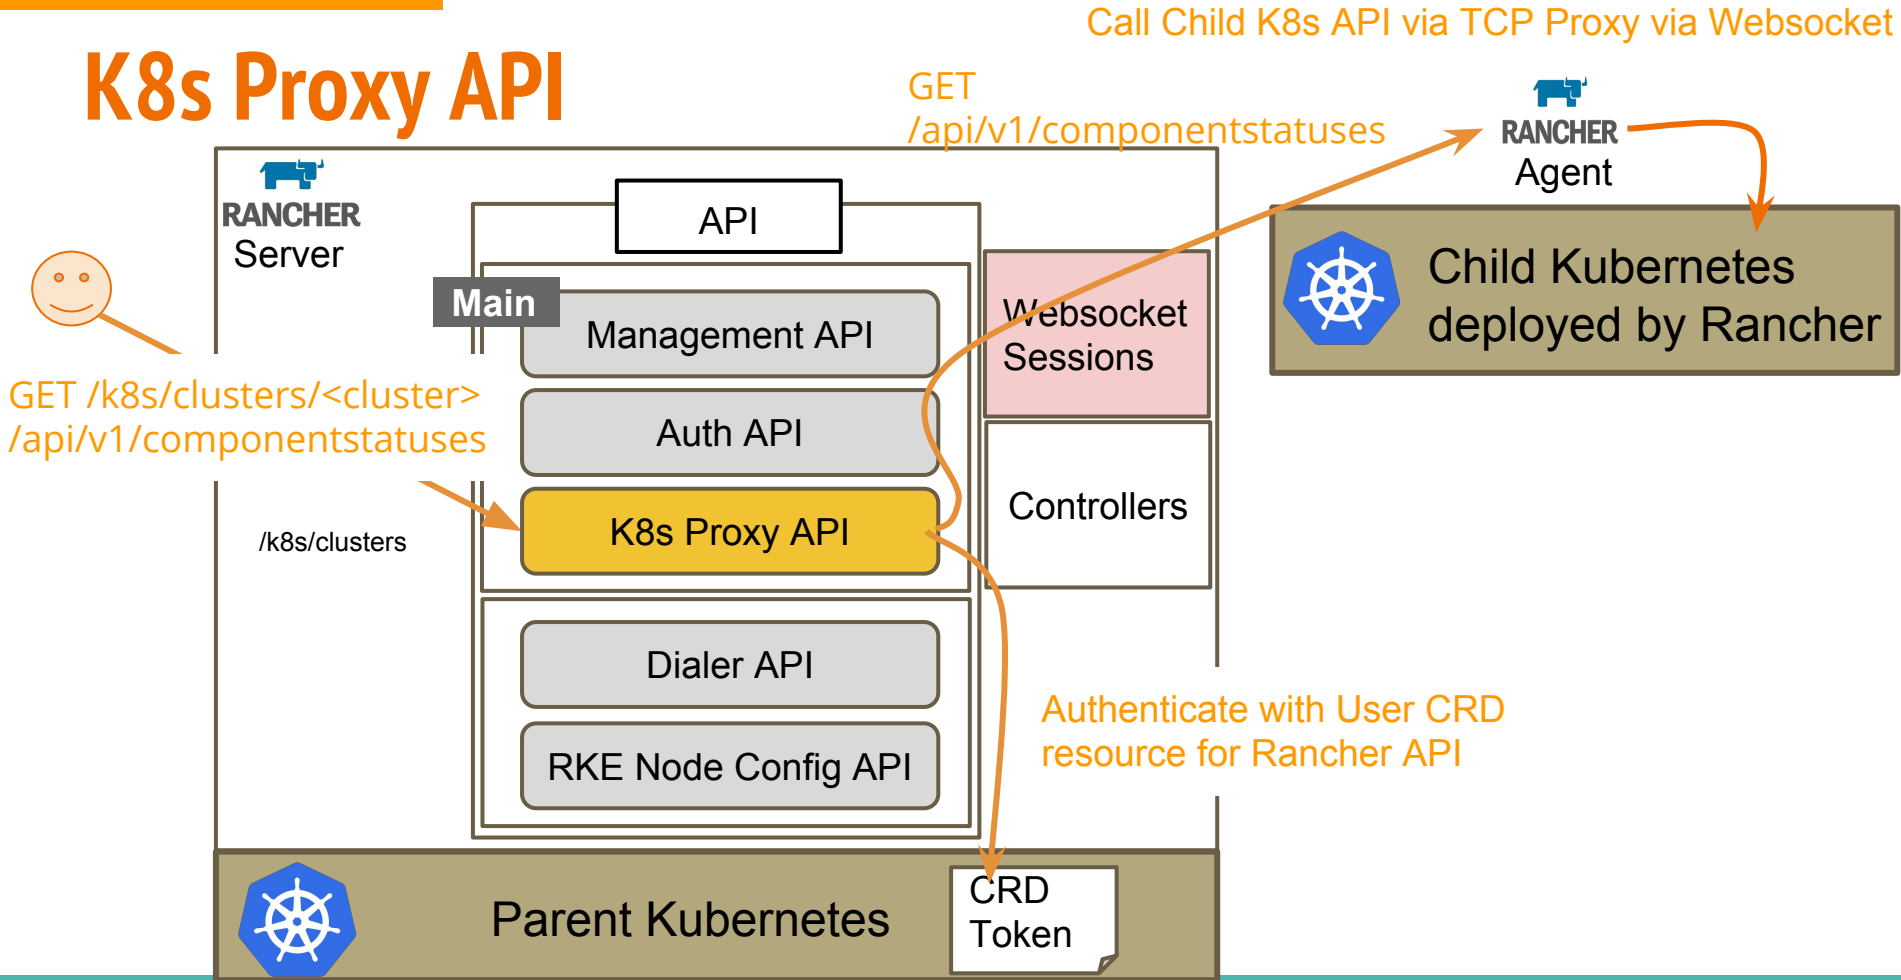 Call Child K8s API via TCP Proxy via Websocket
K8s Proxy API
GET
/api/v1/componentstatuses
RANCHER
Agent
RANCHER
Server
API
Main
Management API
Websocket
Sessions
Child Kubernetes
deployed by Rancher
GET /k8s/clusters/<cluster>
/api/v1/componentstatuses
Auth API
Controllers
K8s Proxy API
/k8s/clusters
Dialer API
Authenticate with User CRD
resource for Rancher API
RKE Node Config API
Parent Kubernetes
CRD
Token